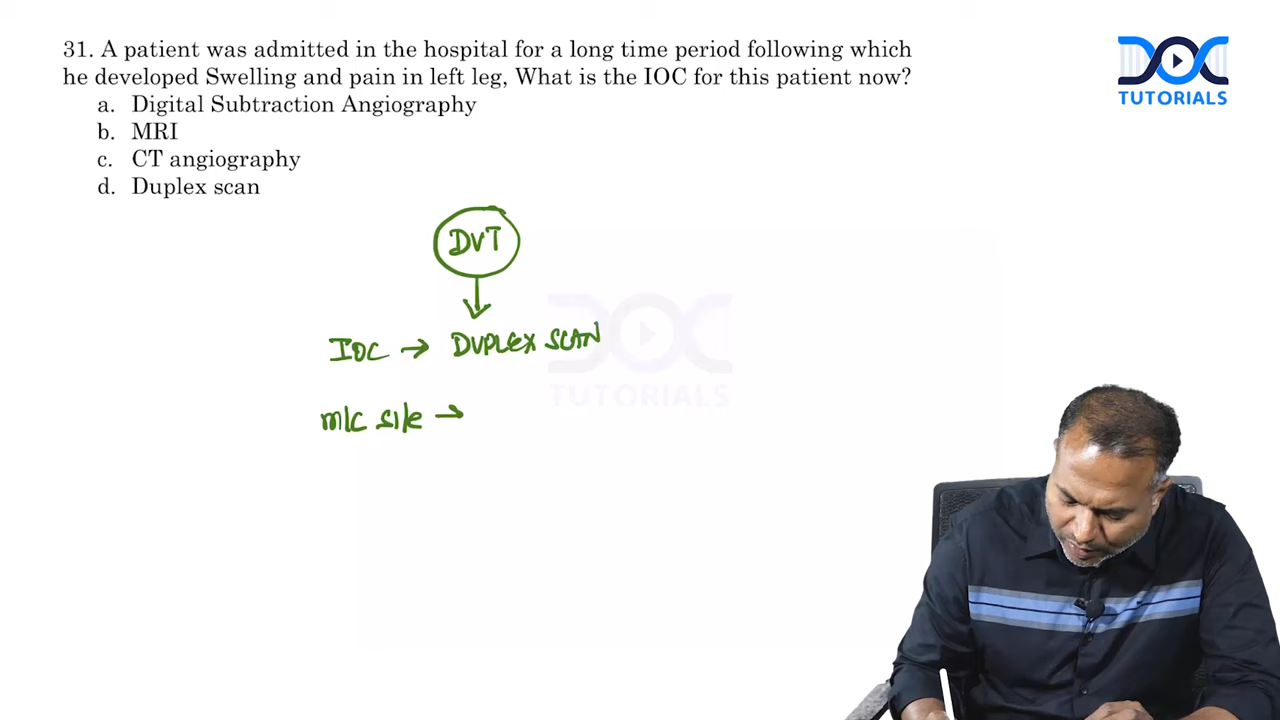 31. A patient was admitted in the hospital for a long time period following which
he developed Swelling and pain in left leg, What is the IOC for this patient now?
a. Digital Subtraction Angiography
b. MRI
c. CT angiography
d. Duplex scan
DOC
TUTORIALS
DVT
IOC → DUPLEX SCAN
m/c site →
DOC
TUTORIALS